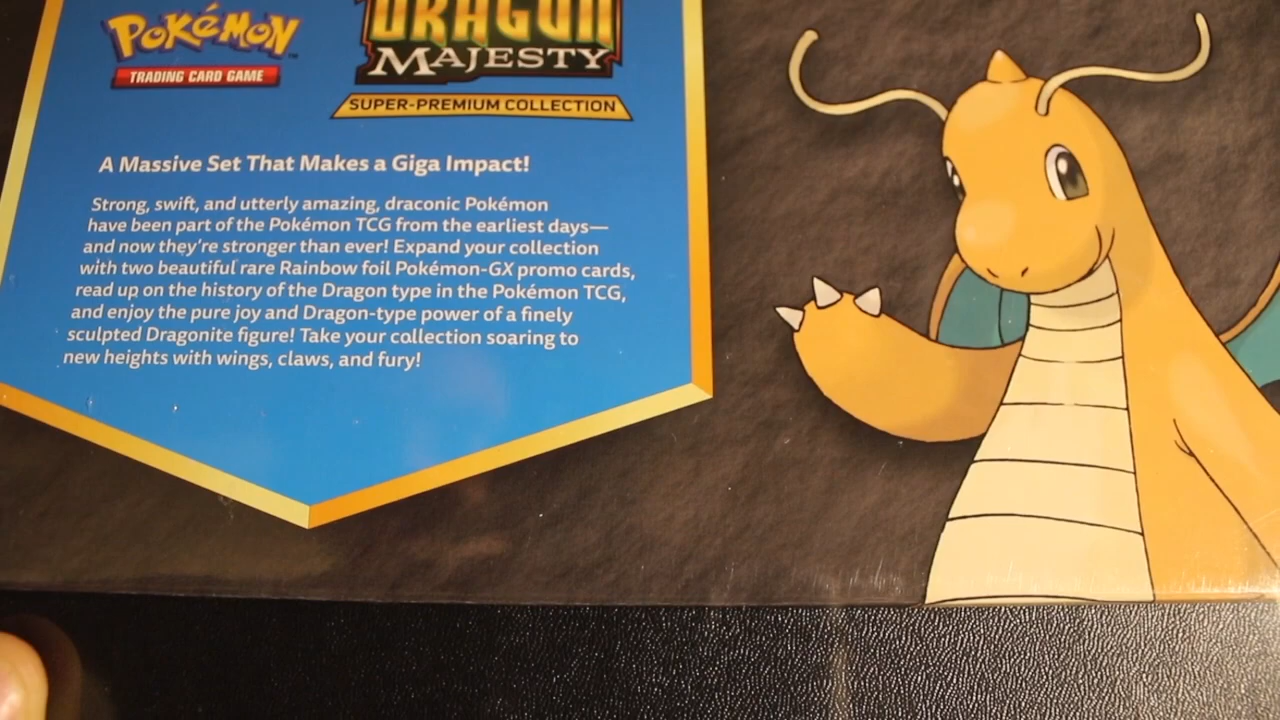 POKéMON
TRADING CARD GAME
DRAGON
MAJESTY
SUPER-PREMIUM COLLECTION
A Massive Set That Makes a Giga Impact!
Strong, swift, and utterly amazing, draconic Pokémon
have been part of the Pokémon TCG from the earliest days—
and now they're stronger than ever! Expand your collection
with two beautiful rare Rainbow foil Pokémon-GX promo cards,
read up on the history of the Dragon type in the Pokémon TCG,
and enjoy the pure joy and Dragon-type power of a finely
sculpted Dragonite figure! Take your collection soaring to
new heights with wings, claws, and fury!